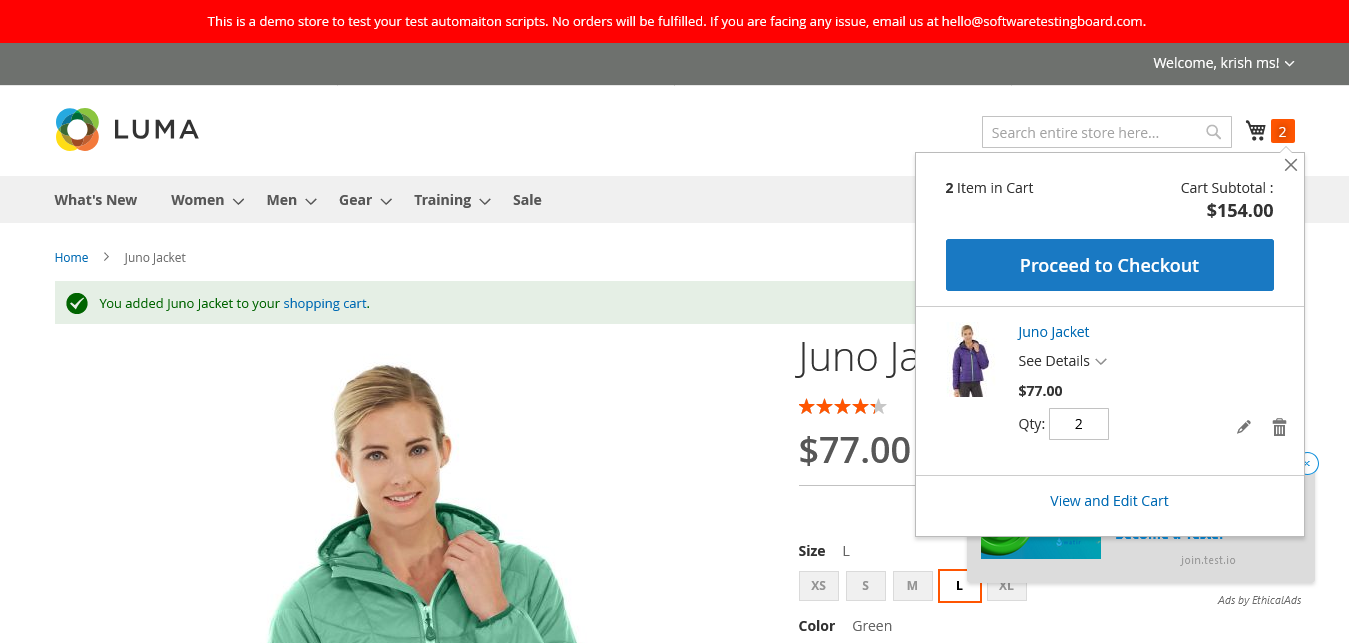 This is a demo store to test your test automaiton scripts. No orders will be fulfilled. If you are facing any issue, email us at hello@softwaretestingboard.com.
Welcome, krish ms!
LUMA
Search entire store here...
2
What's New Women Men Gear Training Sale
2 Item in Cart
Cart Subtotal :
$154.00
Proceed to Checkout
Home > Juno Jacket
You added Juno Jacket to your shopping cart.
Juno Jacket
See Details
$77.00
Qty: 2
View and Edit Cart
Juno
$77.00
Size L
XS S M L XL
join.test.io
Ads by EthicalAds
Color Green